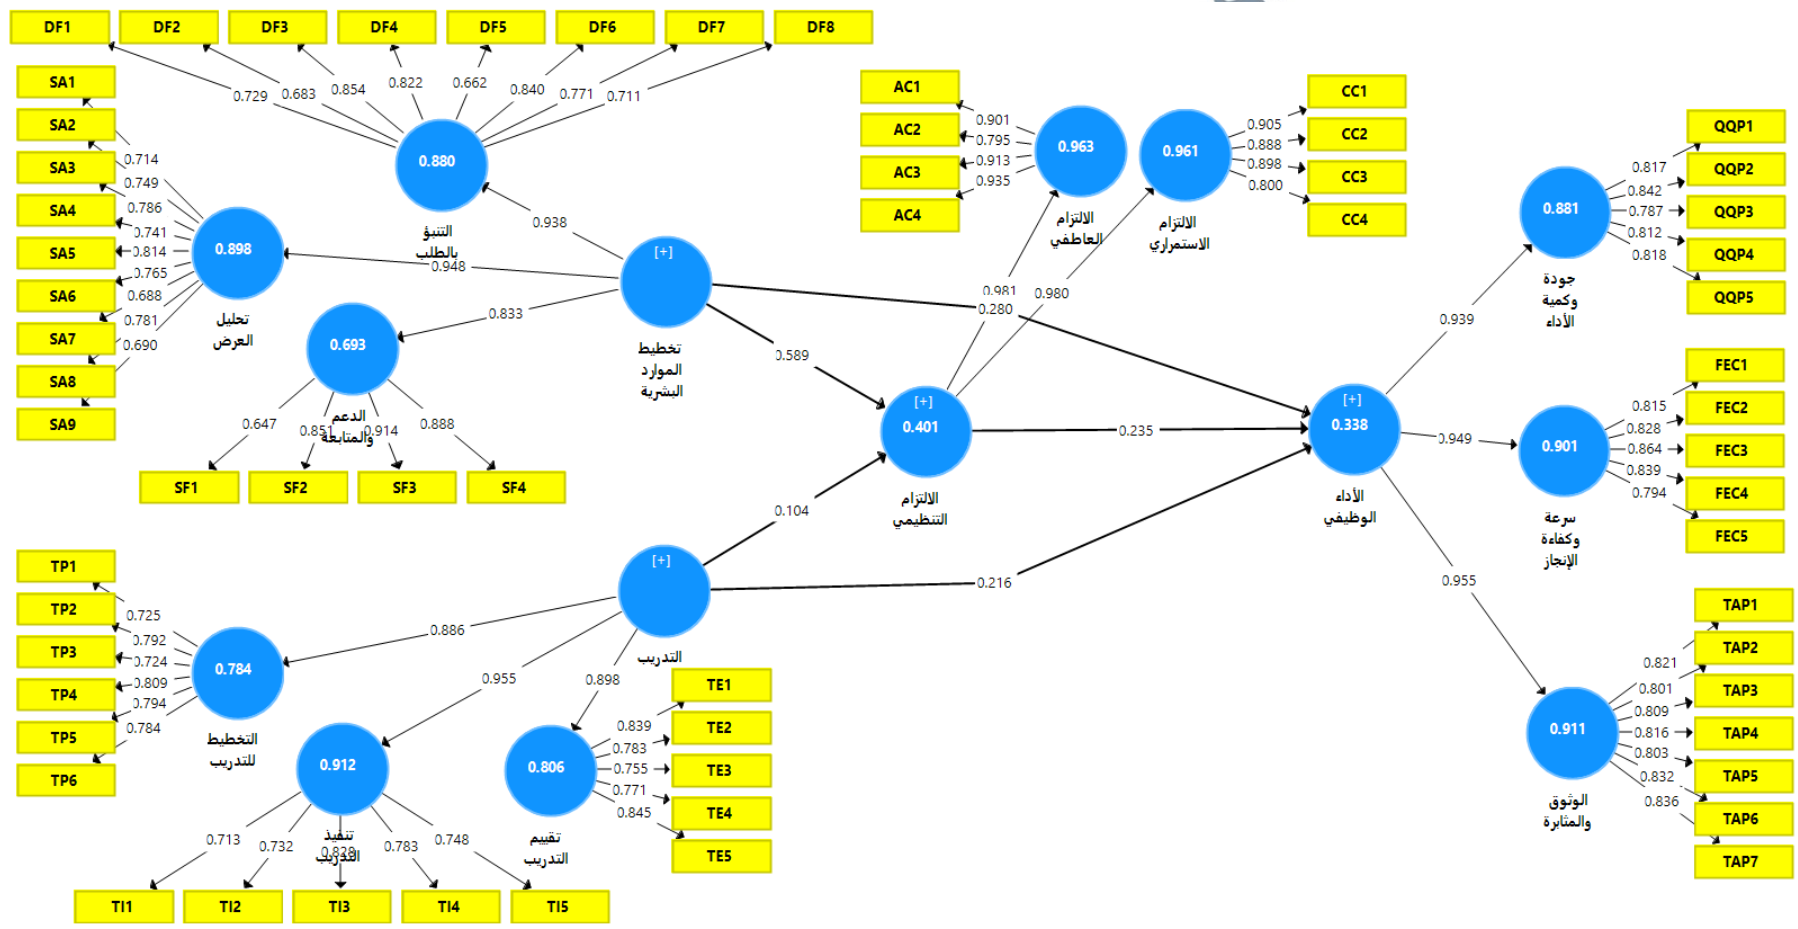 DF1 DF2 DF3 DF4 DF5 DF6 DF7 DF8
0.729 0.683 0.854 0.822 0.662 0.840 0.771 0.711
0.880
التنبؤ
بالطلب
SA1
SA2
SA3
SA4
SA5
SA6
SA7
SA8
SA9
0.714
0.749
0.786
0.741
0.814
0.765
0.688
0.781
0.690
0.898
تحليل
العرض
0.938
0.948
0.833
[+]
تخطيط
الموارد
البشرية
0.693
الدعم
والمتابعة
0.647 0.851 0.914 0.888
SF1 SF2 SF3 SF4
AC1
AC2
AC3
AC4
0.901
0.795
0.913
0.935
0.963
الالتزام
العاطفي
0.961
الالتزام
الاستمراري
0.905
0.888
0.898
0.800
CC1
CC2
CC3
CC4
0.981
0.980
0.280
0.589
[+]
0.401
الالتزام
التنظيمي
0.235
0.104
0.216
[+]
0.338
الأداء
الوظيفي
0.939
0.949
0.955
0.881
جودة
وكمية
الأداء
0.817
0.842
0.787
0.812
0.818
QQP1
QQP2
QQP3
QQP4
QQP5
0.901
سرعة
وكفاءة
الإنجاز
0.815
0.828
0.864
0.839
0.794
FEC1
FEC2
FEC3
FEC4
FEC5
0.911
الوثوق
والمثابرة
0.821
0.801
0.809
0.816
0.803
0.832
0.836
TAP1
TAP2
TAP3
TAP4
TAP5
TAP6
TAP7
[+]
التدريب
0.886
0.955
0.898
TP1
TP2
TP3
TP4
TP5
TP6
0.725
0.792
0.724
0.809
0.794
0.784
0.784
التخطيط
للتدريب
0.912
تنفيذ
التدريب
0.713 0.732 0.829 0.783 0.748
TI1 TI2 TI3 TI4 TI5
0.806
تقييم
التدريب
0.839
0.783
0.755
0.771
0.845
TE1
TE2
TE3
TE4
TE5